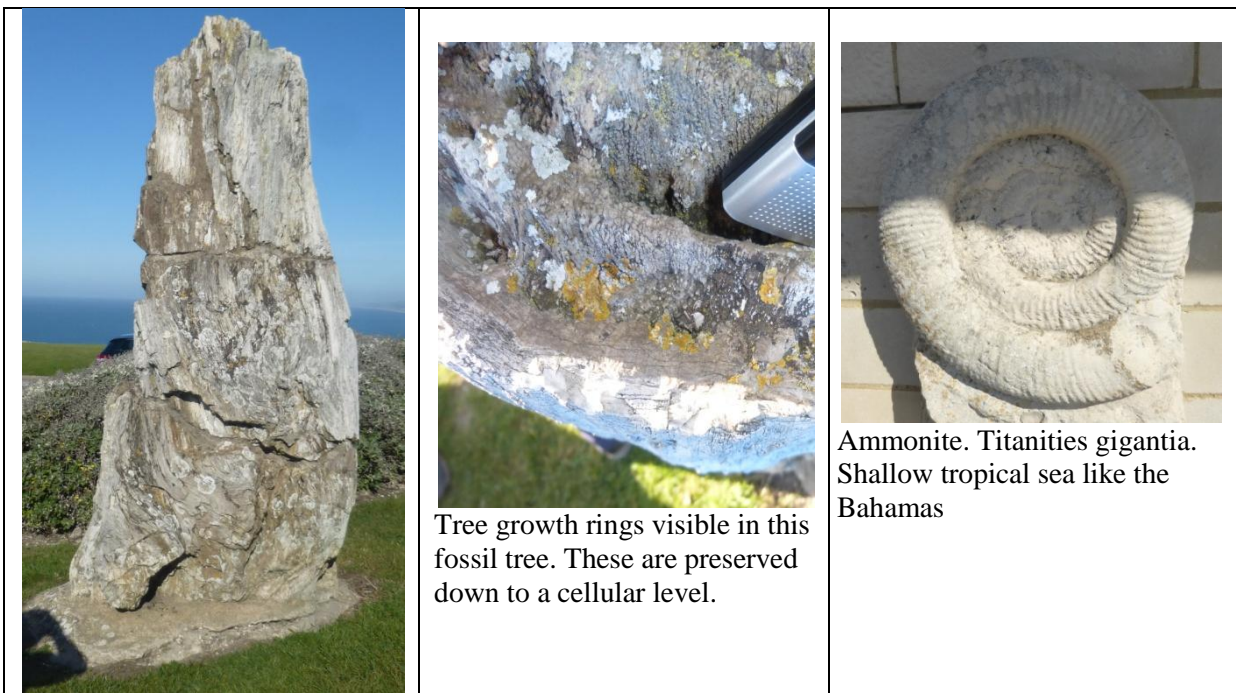 Tree growth rings visible in this
fossil tree. These are preserved
down to a cellular level.
Ammonite. Titanities gigantia.
Shallow tropical sea like the
Bahamas